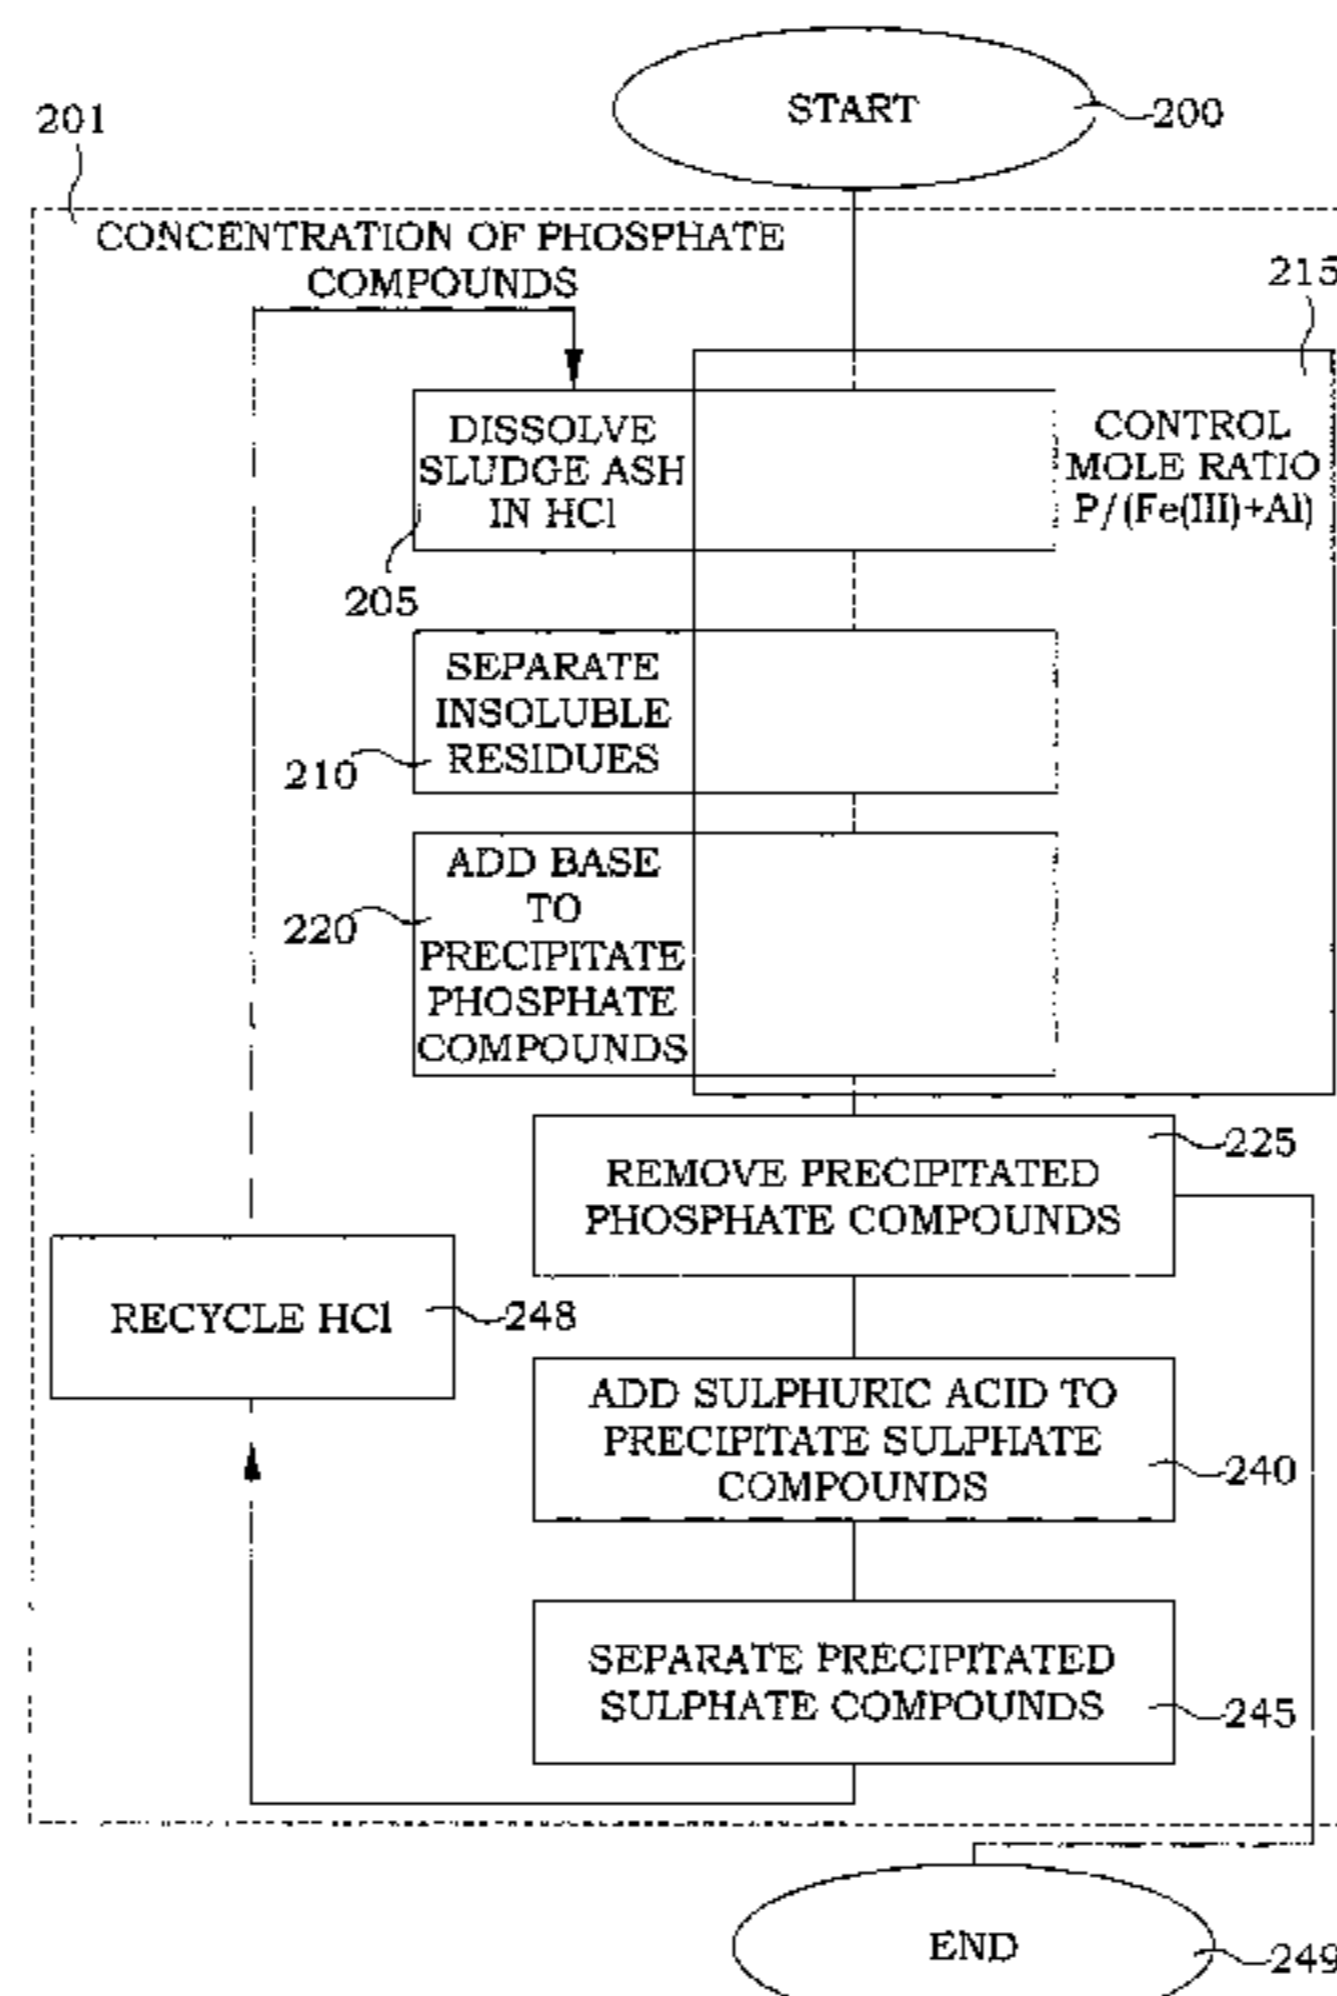 START
200
201
CONCENTRATION OF PHOSPHATE
COMPOUNDS
215
DISSOLVE
SLUDGE ASH
IN HCl
CONTROL
MOLE RATIO
P/(Fe(III)+Al)
205
SEPARATE
INSOLUBLE
RESIDUES
210
ADD BASE
TO
PRECIPITATE
PHOSPHATE
COMPOUNDS
220
REMOVE PRECIPITATED
PHOSPHATE COMPOUNDS
225
RECYCLE HCl
248
ADD SULPHURIC ACID TO
PRECIPITATE SULPHATE
COMPOUNDS
240
SEPARATE PRECIPITATED
SULPHATE COMPOUNDS
245
END
249